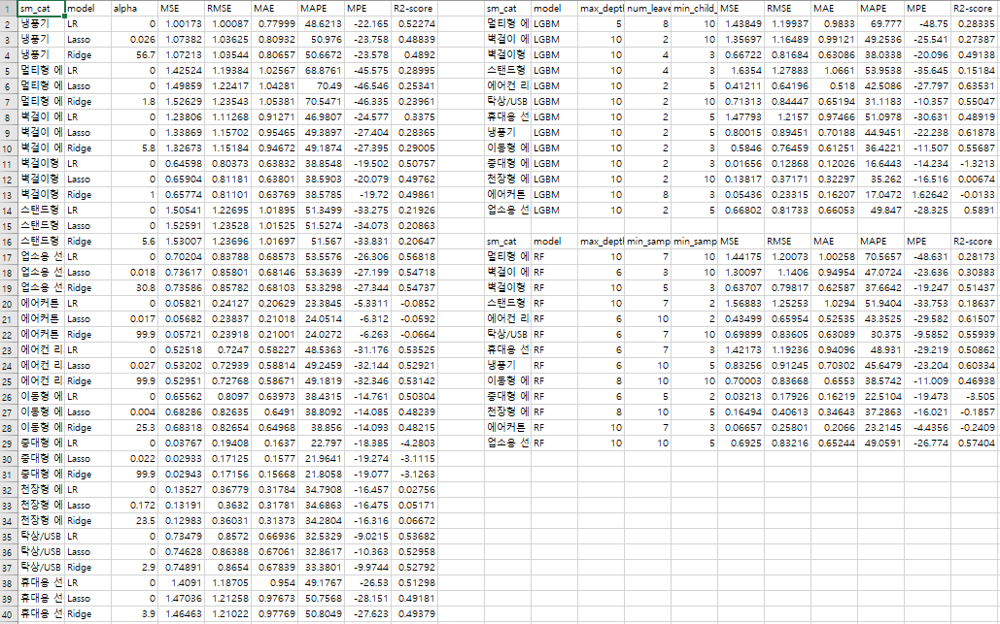 1 sm_cat model alpha MSE RMSE MAE MAPE MPE R2-score sm_cat model max_dept num_leave min_child_ MSE RMSE MAE MAPE MPE R2-score
2 냉풍기 LR 0 1.00173 1.00087 0.77999 48.6213 -22.165 0.52274 멀티형 에 LGBM 5 8 10 1.43849 1.19937 0.9833 69.777 -48.75 0.28335
3 냉풍기 Lasso 0.026 1.07382 1.03625 0.80932 50.976 -23.758 0.48839 벽걸이 에 LGBM 10 2 10 1.35697 1.16489 0.99121 49.2536 -25.541 0.27387
4 냉풍기 Ridge 56.7 1.07213 1.03544 0.80657 50.6672 -23.578 0.4892 벽걸이형 LGBM 10 4 3 0.66722 0.81684 0.63086 38.0338 -20.096 0.49138
5 멀티형 에 LR 0 1.42524 1.19384 1.02567 68.8761 -45.575 0.28995 스탠드형 LGBM 10 4 3 1.6354 1.27883 1.0661 53.9538 -35.645 0.15184
6 멀티형 에 Lasso 0 1.49859 1.22417 1.04281 70.49 -46.546 0.25341 에어컨 리 LGBM 10 2 5 0.41211 0.64196 0.518 42.5086 -27.797 0.63531
7 멀티형 에 Ridge 1.8 1.52629 1.23543 1.05381 70.5471 -46.335 0.23961 탁상/USB LGBM 10 2 10 0.71313 0.84447 0.65194 31.1183 -10.357 0.55047
8 벽걸이 에 LR 0 1.23806 1.11268 0.91271 46.9807 -24.577 0.3375 휴대용 선 LGBM 10 2 5 1.47793 1.2157 0.97466 51.0978 -30.631 0.48919
9 벽걸이 에 Lasso 0 1.33869 1.15702 0.95465 49.3897 -27.404 0.28365 냉풍기 LGBM 10 2 5 0.80015 0.89451 0.70188 44.9451 -22.238 0.61878
10 벽걸이 에 Ridge 5.8 1.32673 1.15184 0.94672 49.1874 -27.395 0.29005 이동형 에 LGBM 10 2 3 0.5846 0.76459 0.61251 36.4221 -11.507 0.55687
11 벽걸이형 LR 0 0.64598 0.80373 0.63832 38.8548 -19.502 0.50757 중대형 에 LGBM 10 2 3 0.01656 0.12868 0.12026 16.6443 -14.234 -1.3213
12 벽걸이형 Lasso 0 0.65904 0.81181 0.63801 38.5903 -20.079 0.49762 천장형 에 LGBM 10 2 10 0.13817 0.37171 0.32297 35.262 -16.516 0.00674
13 벽걸이형 Ridge 1 0.65774 0.81101 0.63769 38.5785 -19.72 0.49861 에어커튼 LGBM 10 8 3 0.05436 0.23315 0.16207 17.0472 1.62642 -0.0133
14 스탠드형 LR 0 1.50541 1.22695 1.01895 51.3499 -33.275 0.21926 업소용 선 LGBM 10 2 5 0.66802 0.81733 0.66053 49.847 -28.325 0.5891
15 스탠드형 Lasso 0 1.52591 1.23528 1.01525 51.5274 -34.073 0.20863
16 스탠드형 Ridge 5.6 1.53007 1.23696 1.01697 51.567 -33.831 0.20647 sm_cat model max_dept min_samp min_samp MSE RMSE MAE MAPE MPE R2-score
17 업소용 선 LR 0 0.70204 0.83788 0.68573 53.5576 -26.306 0.56818 멀티형 에 RF 10 7 10 1.44175 1.20073 1.00258 70.5657 -48.631 0.28173
18 업소용 선 Lasso 0.018 0.73617 0.85801 0.68146 53.3639 -27.199 0.54718 벽걸이 에 RF 6 3 10 1.30097 1.1406 0.94954 47.0724 -23.636 0.30383
19 업소용 선 Ridge 30.8 0.73586 0.85782 0.68103 53.3298 -27.344 0.54737 벽걸이형 RF 10 5 3 0.63707 0.79817 0.62587 37.6642 -19.247 0.51437
20 에어커튼 LR 0 0.05821 0.24127 0.20629 23.3845 -5.3311 -0.0852 스탠드형 RF 10 7 2 1.56883 1.25253 1.0294 51.9404 -33.753 0.18637
21 에어커튼 Lasso 0.017 0.05682 0.23837 0.21018 24.0514 -6.312 -0.0592 에어컨 리 RF 6 10 2 0.43499 0.65954 0.52535 43.3525 -29.582 0.61507
22 에어커튼 Ridge 99.9 0.05721 0.23918 0.21001 24.0272 -6.263 -0.0664 탁상/USB RF 6 7 10 0.69899 0.83605 0.63089 30.375 -9.5852 0.55939
23 에어컨 리 LR 0 0.52518 0.7247 0.58227 48.5363 -31.176 0.53525 휴대용 선 RF 6 7 3 1.42173 1.19236 0.94096 48.931 -29.219 0.50862
24 에어컨 리 Lasso 0.027 0.53202 0.72939 0.58814 49.2459 -32.144 0.52921 냉풍기 RF 6 10 5 0.83256 0.91245 0.70302 45.6479 -23.204 0.60334
25 에어컨 리 Ridge 99.9 0.52951 0.72768 0.58671 49.1819 -32.346 0.53142 이동형 에 RF 8 10 10 0.70003 0.83668 0.6553 38.5742 -11.009 0.46938
26 이동형 에 LR 0 0.65562 0.8097 0.63973 38.4315 -14.761 0.50304 중대형 에 RF 6 5 2 0.03213 0.17926 0.16219 22.5104 -19.473 -3.505
27 이동형 에 Lasso 0.004 0.68286 0.82635 0.6491 38.8092 -14.085 0.48239 천장형 에 RF 8 10 5 0.16494 0.40613 0.34643 37.2863 -16.021 -0.1857
28 이동형 에 Ridge 25.3 0.68318 0.82654 0.64968 38.856 -14.093 0.48215 에어커튼 RF 10 7 3 0.06657 0.25801 0.2066 23.2145 -4.4356 -0.2409
29 중대형 에 LR 0 0.03767 0.19408 0.1637 22.797 -18.385 -4.2803 업소용 선 RF 10 10 5 0.6925 0.83216 0.65244 49.0591 -26.774 0.57404
30 중대형 에 Lasso 0.022 0.02933 0.17125 0.1577 21.9641 -19.274 -3.1115
31 중대형 에 Ridge 99.9 0.02943 0.17156 0.15668 21.8058 -19.077 -3.1263
32 천장형 에 LR 0 0.13527 0.36779 0.31784 34.7908 -16.457 0.02756
33 천장형 에 Lasso 0.172 0.13191 0.3632 0.31781 34.6863 -16.475 0.05171
34 천장형 에 Ridge 23.5 0.12983 0.36031 0.31373 34.2804 -16.316 0.06672
35 탁상/USB LR 0 0.73479 0.8572 0.66936 32.5329 -9.0215 0.53682
36 탁상/USB Lasso 0 0.74628 0.86388 0.67061 32.8617 -10.363 0.52958
37 탁상/USB Ridge 2.9 0.74891 0.8654 0.67839 33.3801 -9.9744 0.52792
38 휴대용 선 LR 0 1.4091 1.18705 0.954 49.1767 -26.53 0.51298
39 휴대용 선 Lasso 0 1.47036 1.21258 0.97673 50.7568 -28.151 0.49181
40 휴대용 선 Ridge 3.9 1.46463 1.21022 0.97769 50.8049 -27.623 0.49379